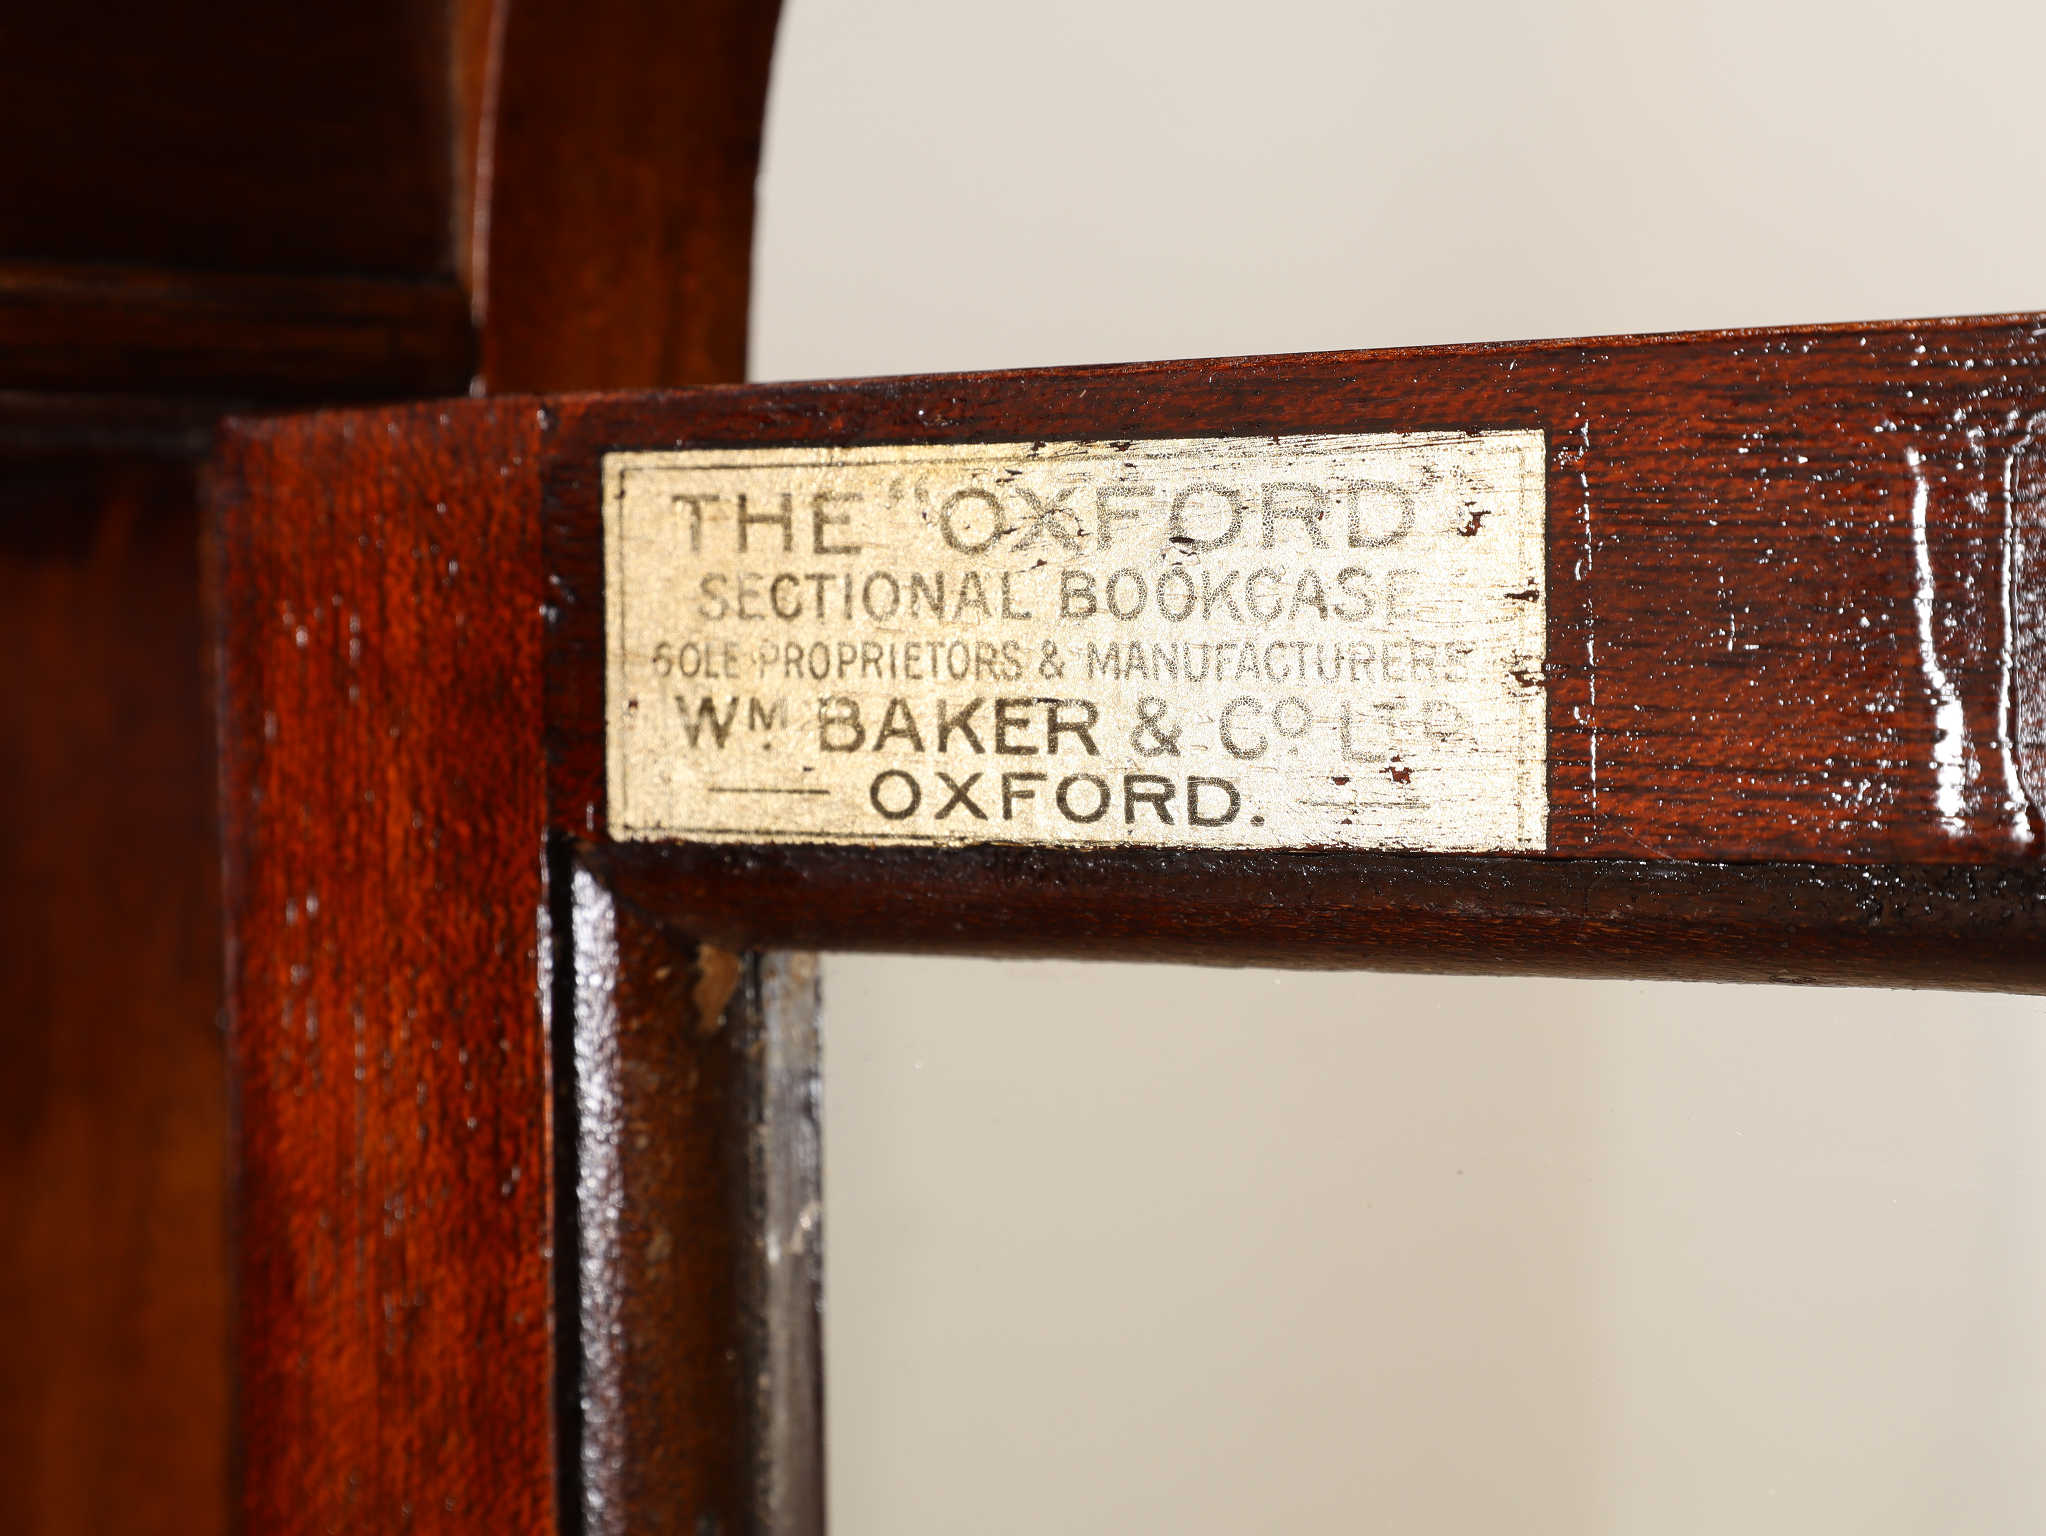 THE "OXFORD"
SECTIONAL BOOKCASE
SOLE PROPRIETORS & MANUFACTURERS
Wᴹ. BAKER & Cº LTD
OXFORD.